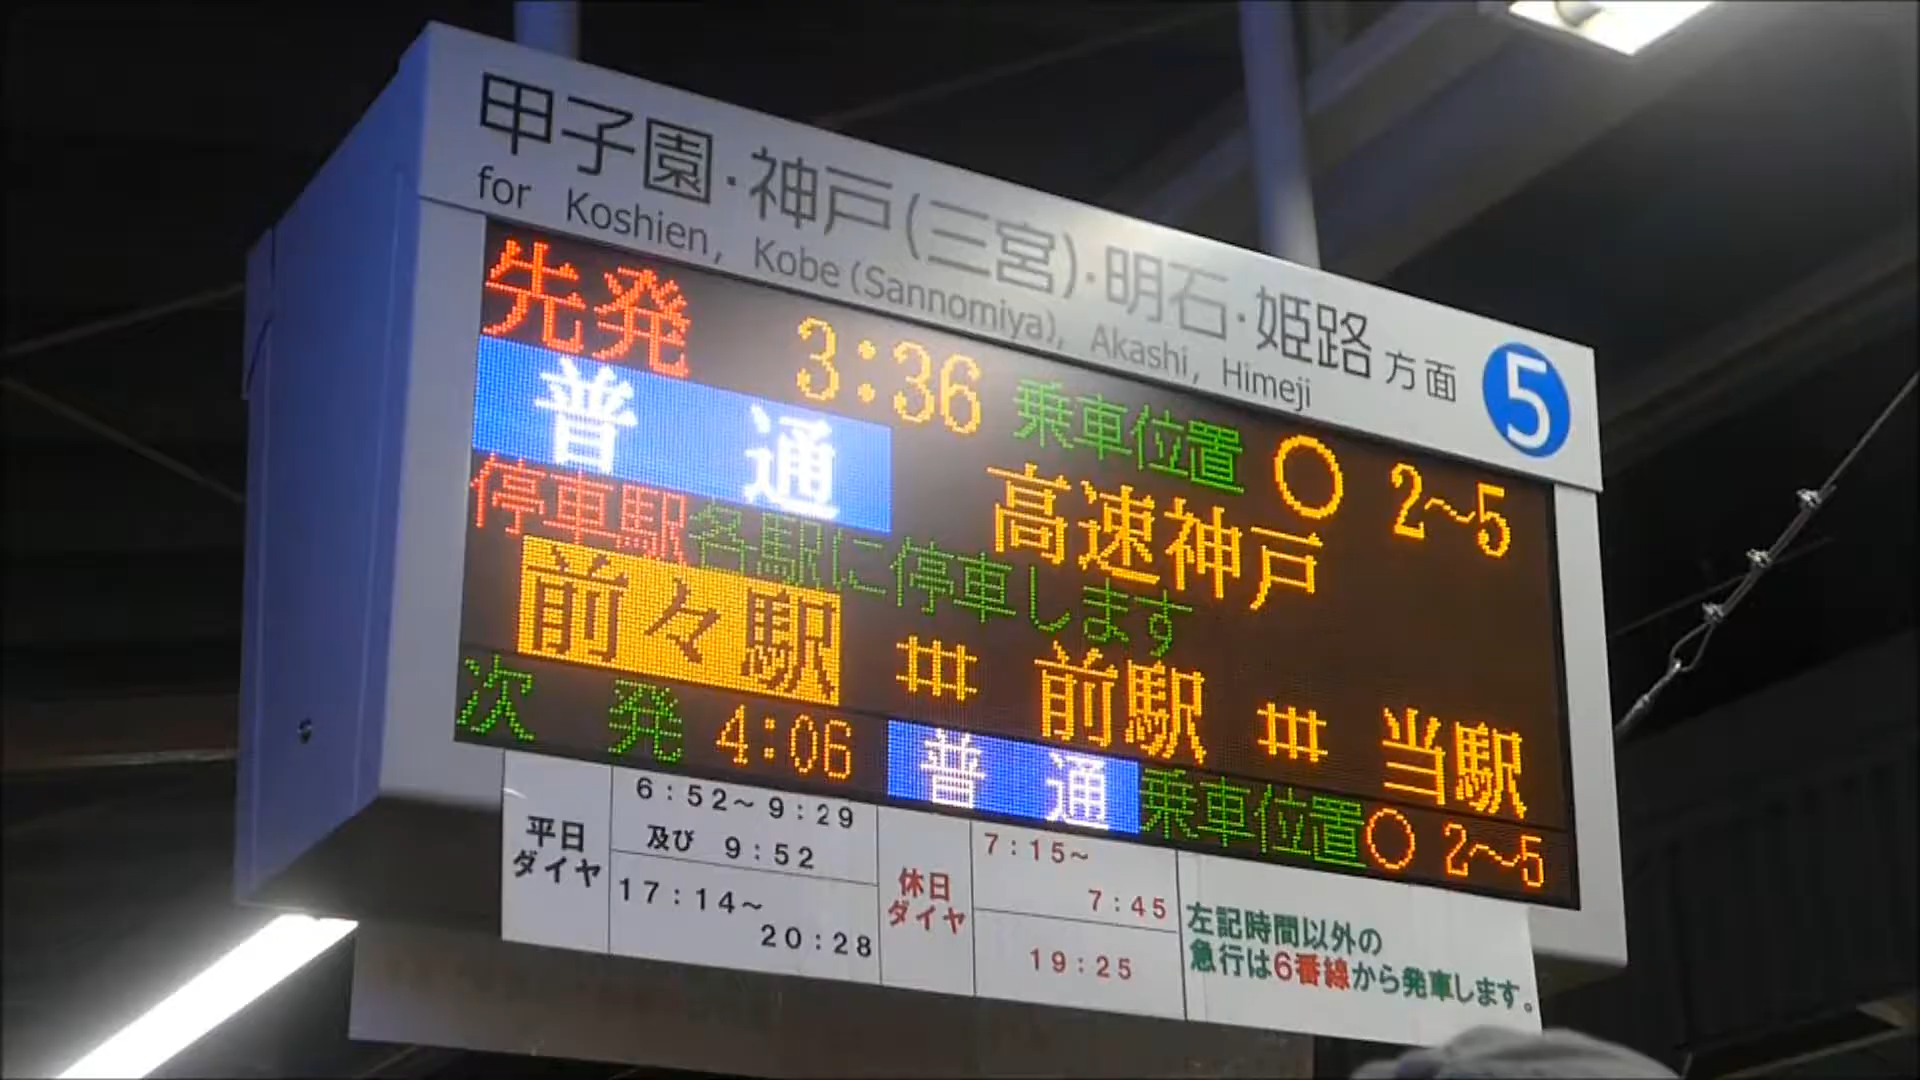 甲子園・神戸(三宮)・明石・姫路 方面
for Koshien, Kobe (Sannomiya), Akashi, Himeji
5
先発 3:36 乗車位置 ○ 2〜5
普通 高速神戸
停車駅 各駅に停車します
前々駅 ⵌ 前駅 ⵌ 当駅
次発 4:06 普通 乗車位置 ○ 2〜5
平日ダイヤ
6:52〜9:29
及び 9:52
17:14〜
20:28
休日ダイヤ
7:15〜
7:45
19:25
左記時間以外の
急行は6番線から発車します。